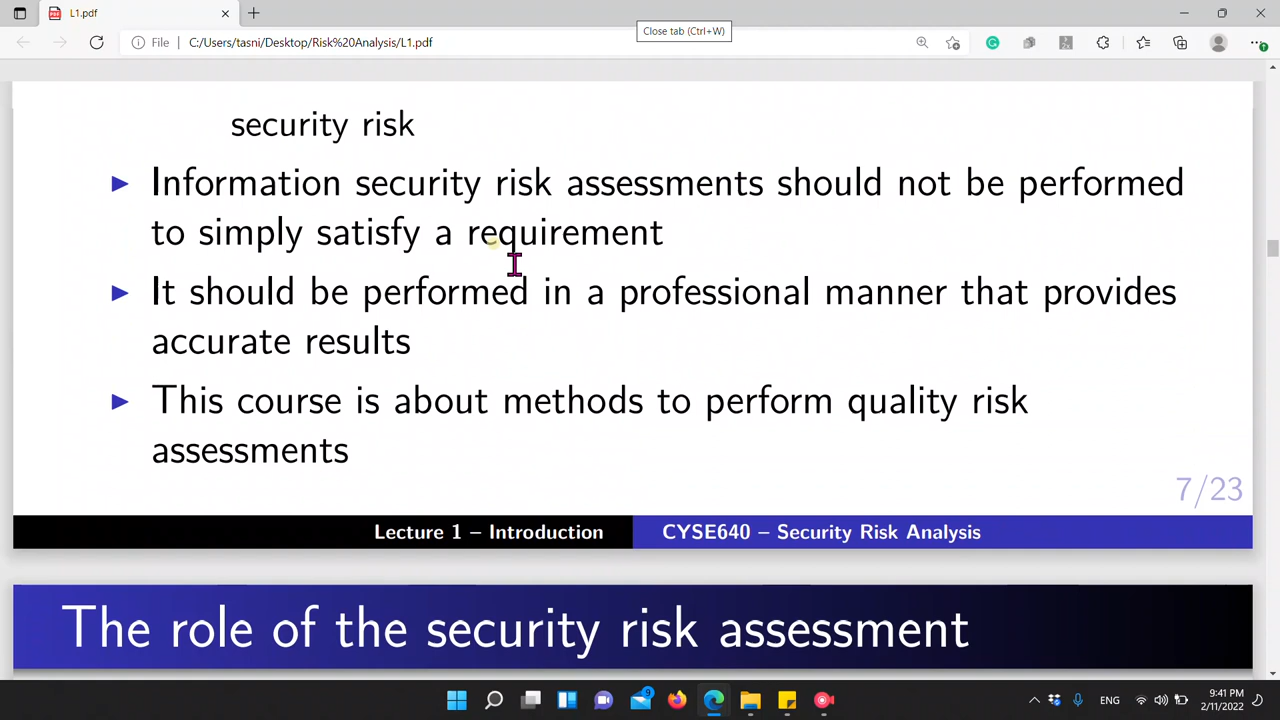 L1.pdf
Close tab (Ctrl+W)
File
C:/Users/tasni/Desktop/Risk%20Analysis/L1.pdf
security risk
Information security risk assessments should not be performed
to simply satisfy a requirement
It should be performed in a professional manner that provides
accurate results
This course is about methods to perform quality risk
assessments
7/23
Lecture 1 – Introduction
CYSE640 – Security Risk Analysis
The role of the security risk assessment
9
ENG
9:41 PM
2/11/2022